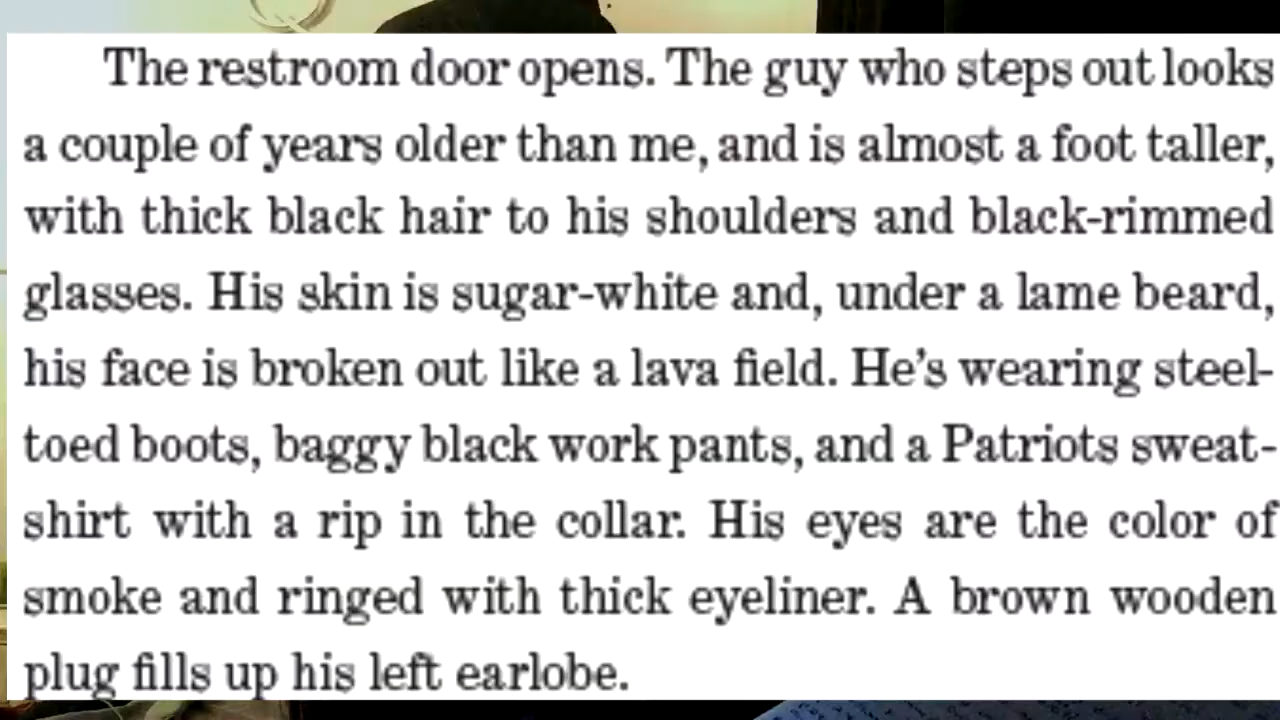 The restroom door opens. The guy who steps out looks
a couple of years older than me, and is almost a foot taller,
with thick black hair to his shoulders and black-rimmed
glasses. His skin is sugar-white and, under a lame beard,
his face is broken out like a lava field. He's wearing steel-
toed boots, baggy black work pants, and a Patriots sweat-
shirt with a rip in the collar. His eyes are the color of
smoke and ringed with thick eyeliner. A brown wooden
plug fills up his left earlobe.